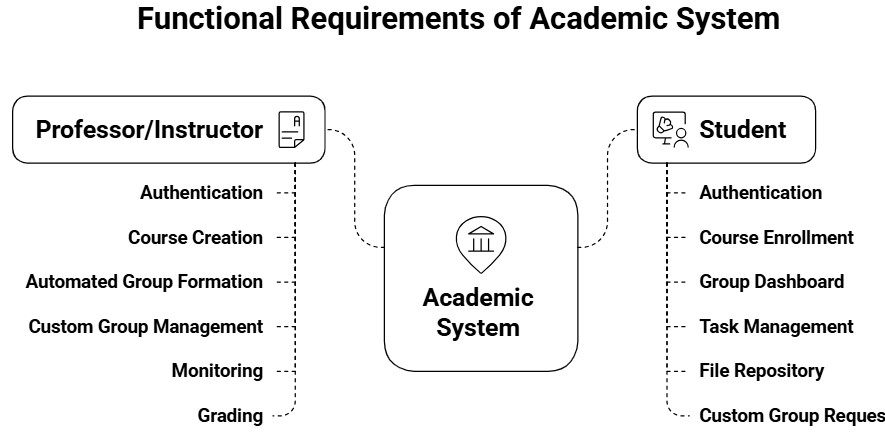 Functional Requirements of Academic System
Professor/Instructor
Authentication
Course Creation
Automated Group Formation
Custom Group Management
Monitoring
Grading
Academic
System
Student
Authentication
Course Enrollment
Group Dashboard
Task Management
File Repository
Custom Group Reques